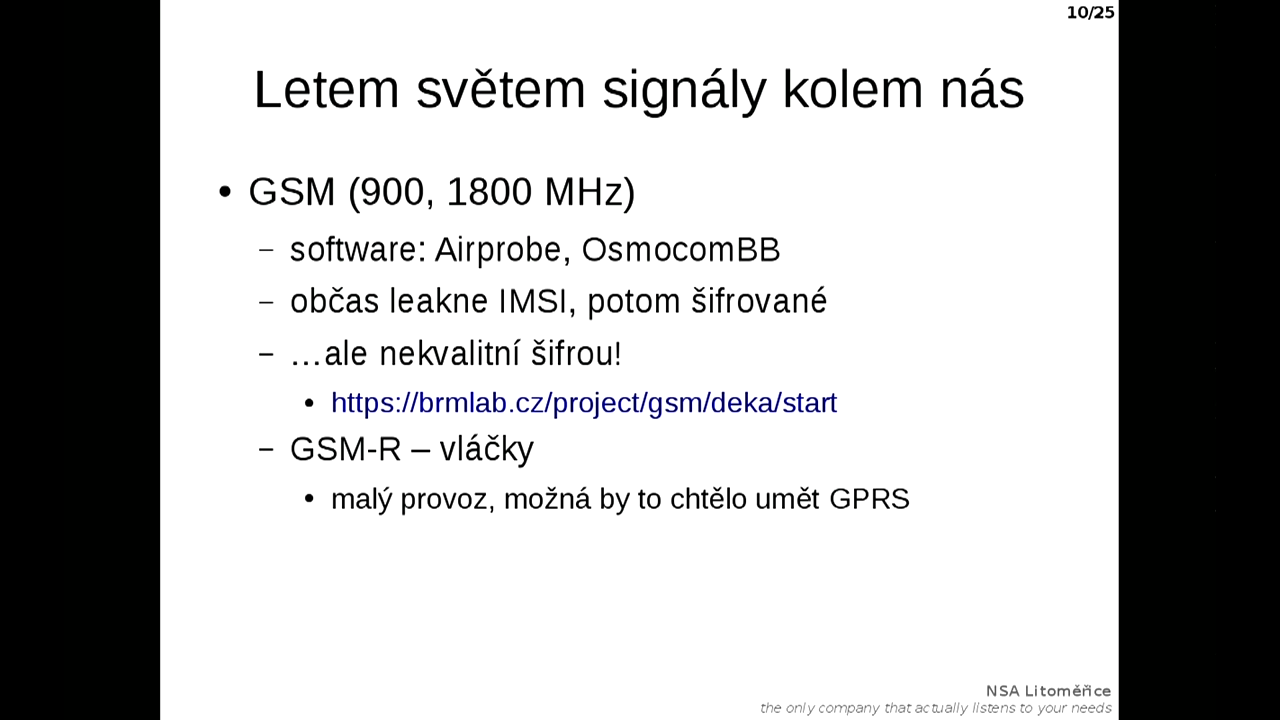 10/25
Letem světem signály kolem nás
• GSM (900, 1800 MHz)
– software: Airprobe, OsmocomBB
– občas leakne IMSI, potom šifrované
– …ale nekvalitní šifrou!
• https://brmlab.cz/project/gsm/deka/start
– GSM-R – vláčky
• malý provoz, možná by to chtělo umět GPRS
NSA Litoměřice
the only company that actually listens to your needs